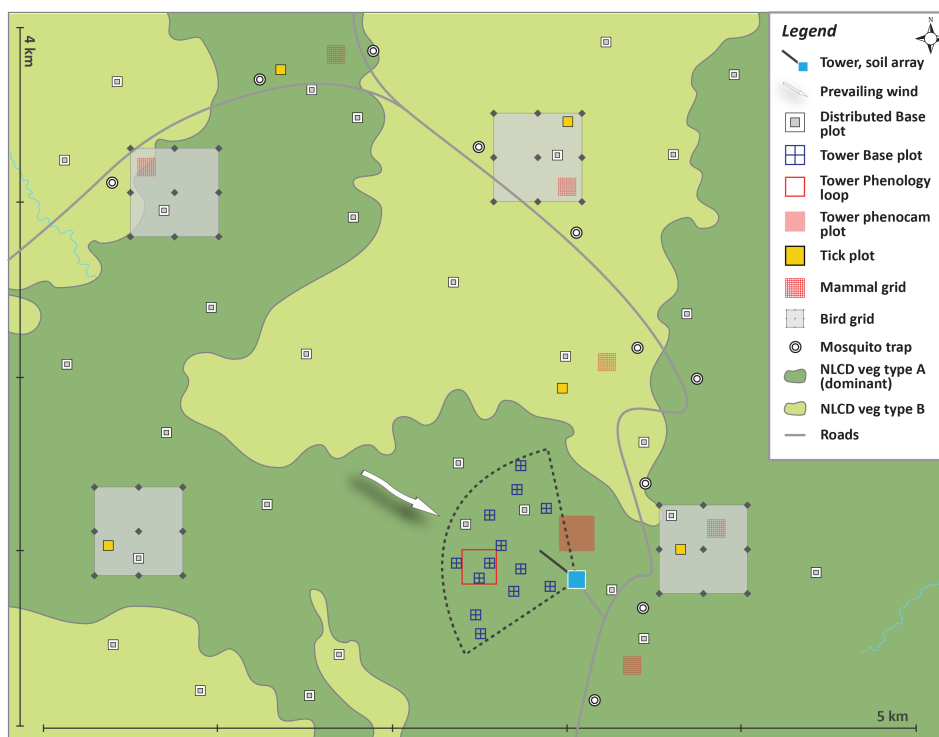 4 km
Legend
N
Tower, soil array
Prevailing wind
Distributed Base
plot
Tower Base plot
Tower Phenology
loop
Tower phenocam
plot
Tick plot
Mammal grid
Bird grid
Mosquito trap
NLCD veg type A
(dominant)
NLCD veg type B
Roads
5 km